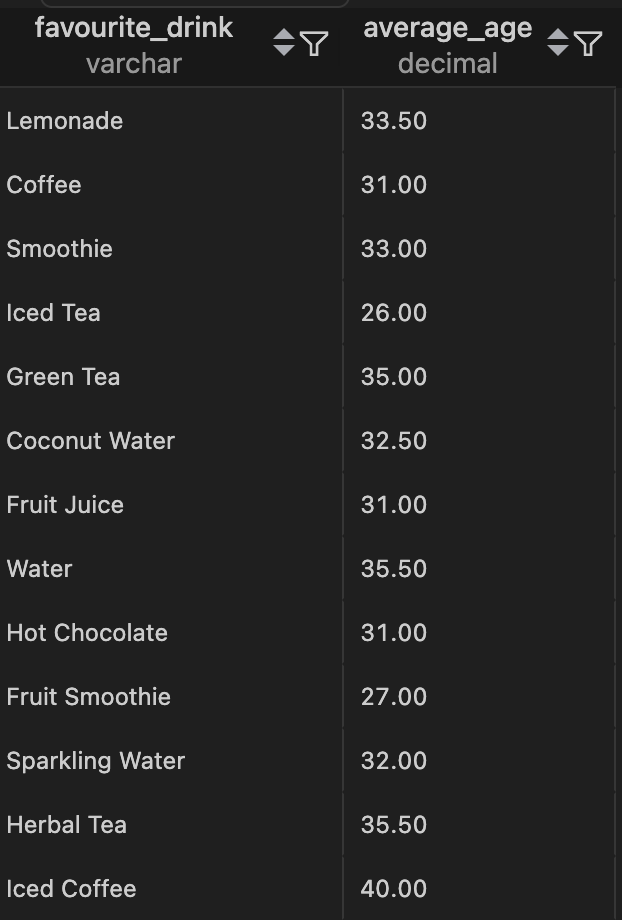 favourite_drink average_age
varchar decimal
Lemonade 33.50
Coffee 31.00
Smoothie 33.00
Iced Tea 26.00
Green Tea 35.00
Coconut Water 32.50
Fruit Juice 31.00
Water 35.50
Hot Chocolate 31.00
Fruit Smoothie 27.00
Sparkling Water 32.00
Herbal Tea 35.50
Iced Coffee 40.00